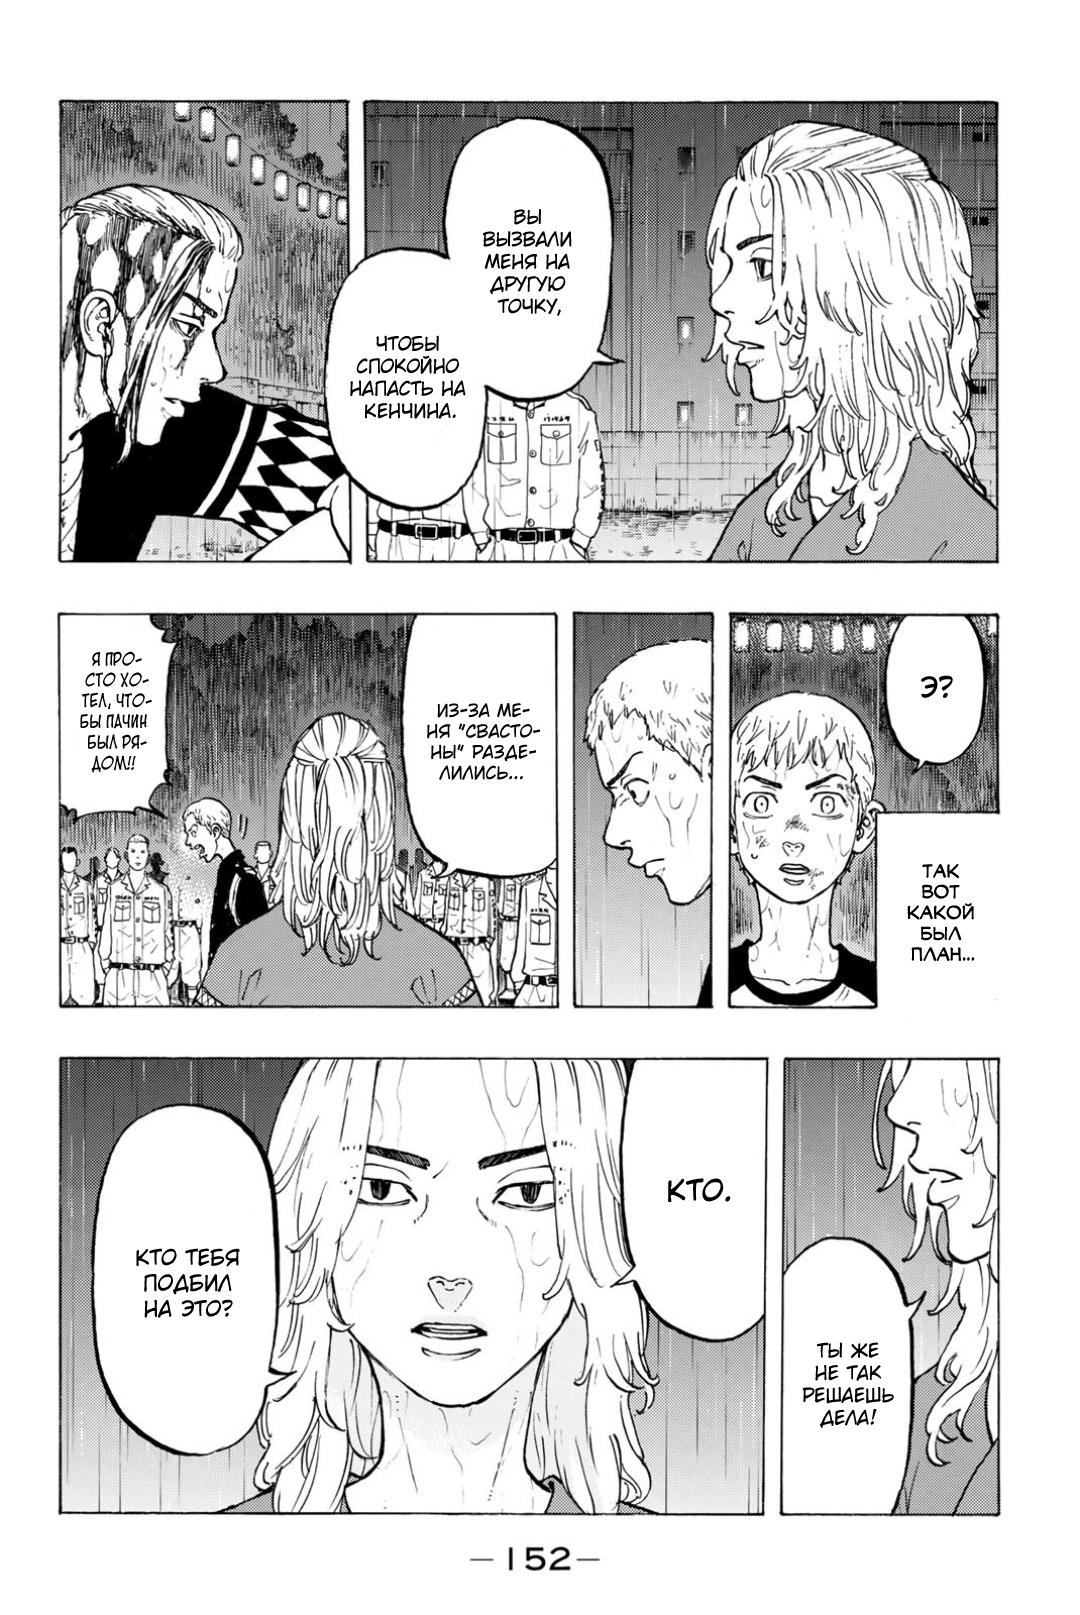 ВЫ
ВЫЗВАЛИ
МЕНЯ НА
ДРУГУЮ
ТОЧКУ,
ЧТОБЫ
СПОКОЙНО
НАПАСТЬ НА
КЕНЧИНА.
Э?
ТАК
ВОТ
КАКОЙ
БЫЛ
ПЛАН...
ИЗ-ЗА МЕ-
НЯ "СВАСТО-
НЫ" РАЗДЕ-
ЛИЛИСЬ...
Я ПРО-
СТО ХО-
ТЕЛ, ЧТО-
БЫ ПАЧИН
БЫЛ РЯ-
ДОМ!!
ТЫ ЖЕ
НЕ ТАК
РЕШАЕШЬ
ДЕЛА!
КТО.
КТО ТЕБЯ
ПОДБИЛ
НА ЭТО?
—152—